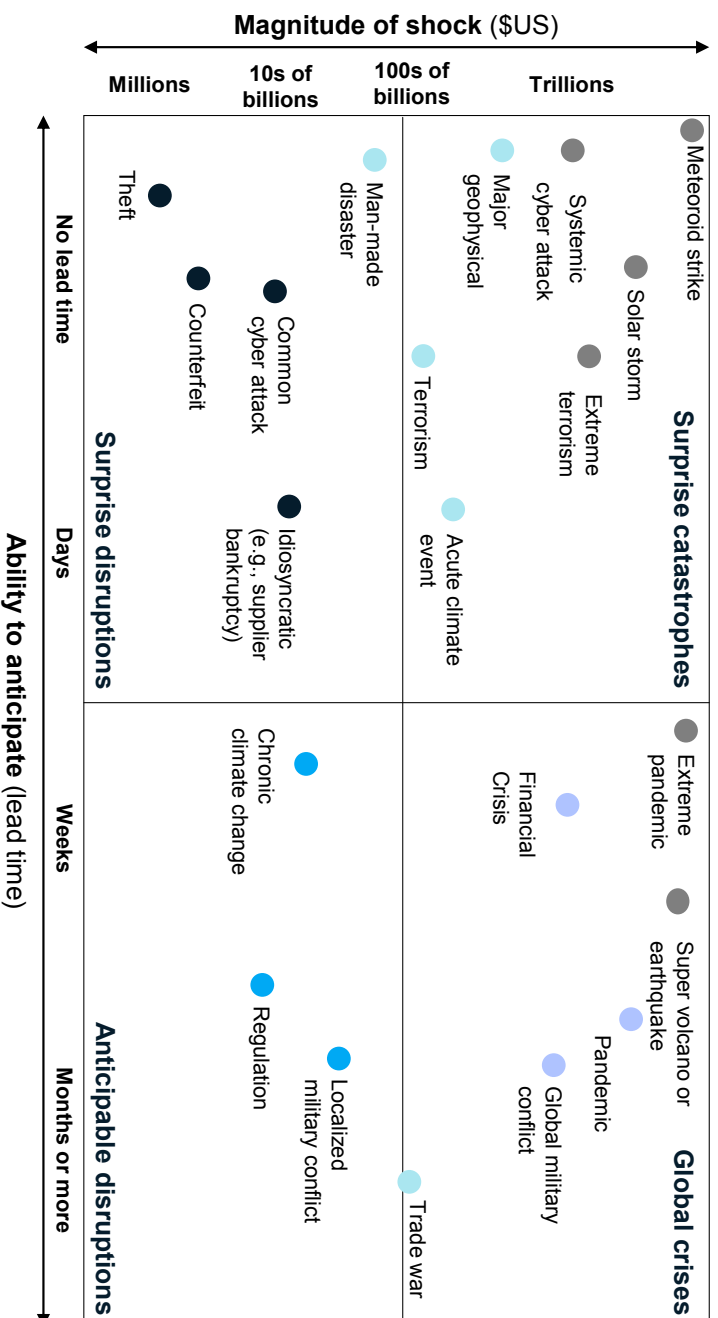 Magnitude of shock ($US)
Millions
10s of
billions
100s of
billions
Trillions
Surprise catastrophes
Meteoroid strike
Solar storm
Systemic
cyber attack
Extreme
terrorism
Major
geophysical
Acute climate
event
Terrorism
Global crises
Extreme
pandemic
Super volcano or
earthquake
Pandemic
Financial
Crisis
Global military
conflict
Trade war
Surprise disruptions
Man-made
disaster
Common
cyber attack
Idiosyncratic
(e.g., supplier
bankruptcy)
Counterfeit
Theft
Anticipable disruptions
Localized
military conflict
Chronic
climate change
Regulation
No lead time
Days
Weeks
Months or more
Ability to anticipate (lead time)